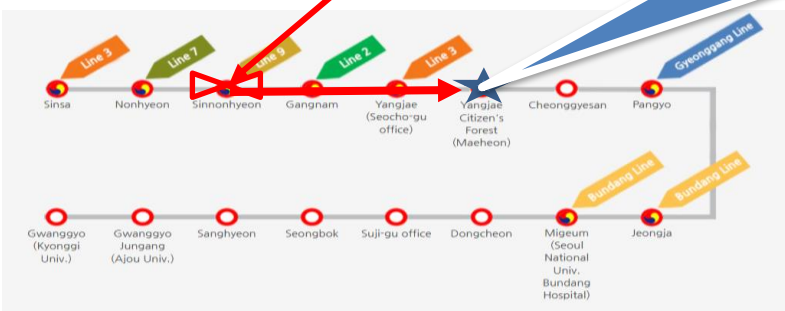 Line 3
Line 7
Line 9
Line 2
Line 3
Gyeonggang Line
Sinsa
Nonhyeon
Sinnonhyeon
Gangnam
Yangjae
(Seocho-gu
office)
Yangjae
Citizen's
Forest
(Maeheon)
Cheonggyesan
Pangyo
Bundang Line
Bundang Line
Gwanggyo
(Kyonggi
Univ.)
Gwanggyo
Jungang
(Ajou Univ.)
Sanghyeon
Seongbok
Suji-gu office
Dongcheon
Migeum
(Seoul
National
Univ.
Bundang
Hospital)
Jeongja